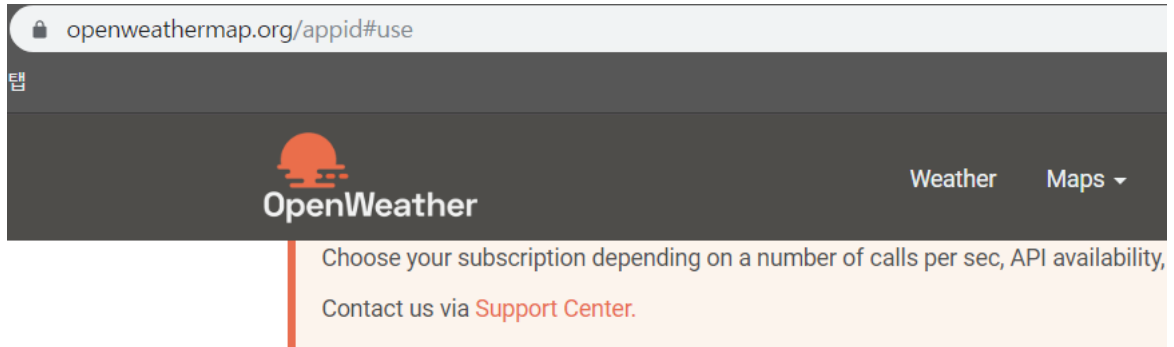 openweathermap.org/appid#use
탭
OpenWeather
Weather Maps
Choose your subscription depending on a number of calls per sec, API availability,
Contact us via Support Center.